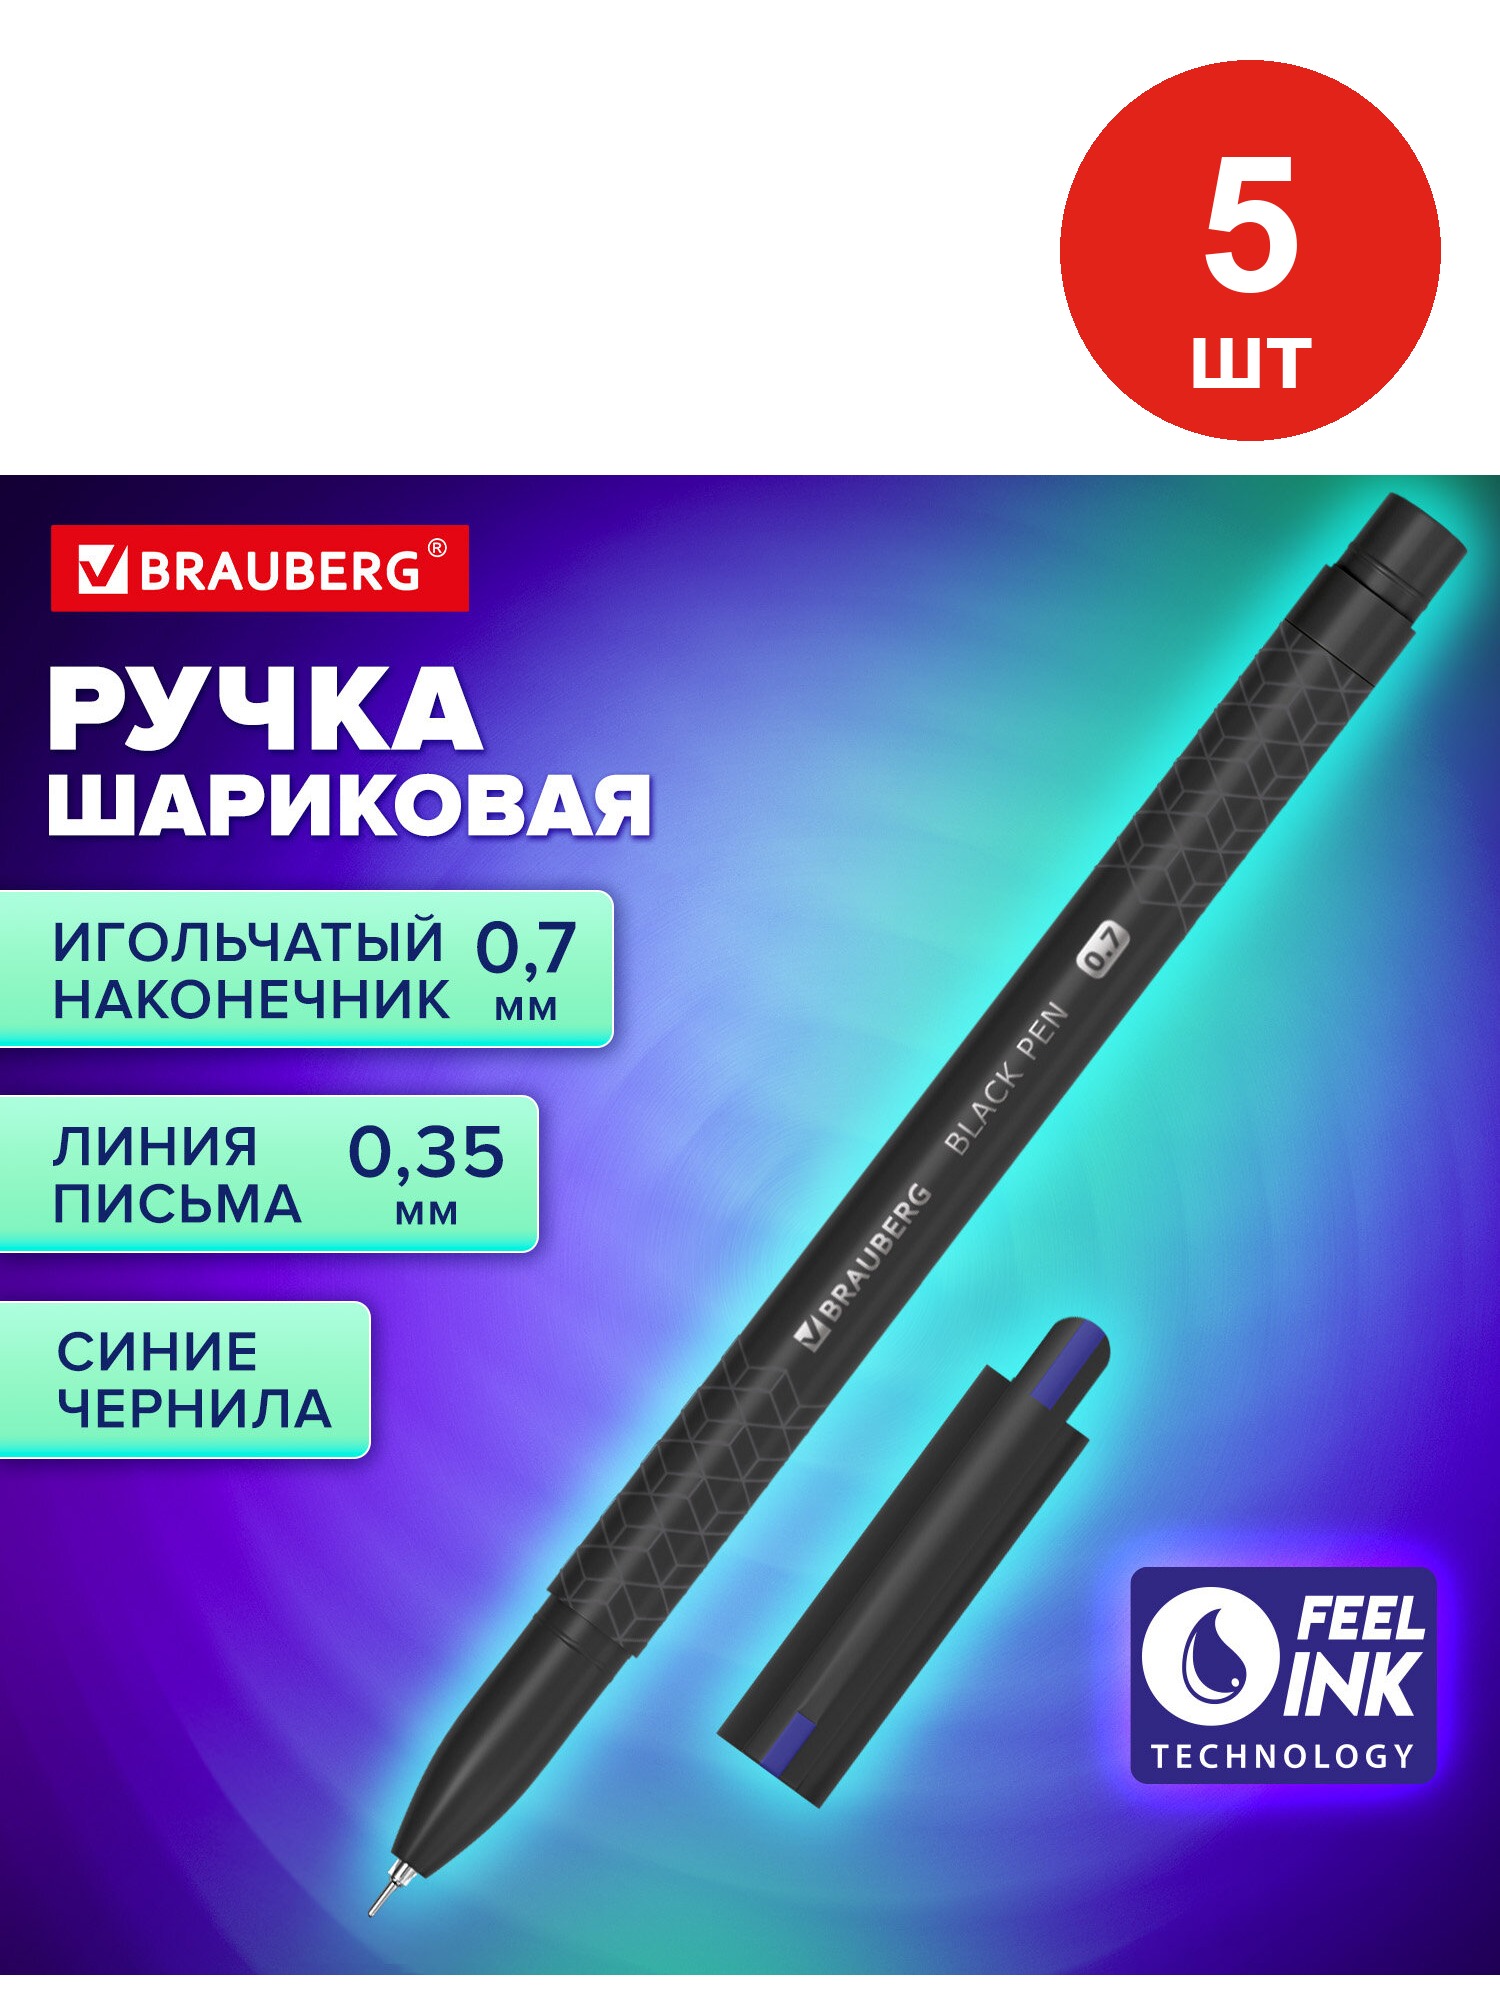 5
шт
BRAUBERG®
РУЧКА
ШАРИКОВАЯ
ИГОЛЬЧАТЫЙ
НАКОНЕЧНИК
0,7
мм
ЛИНИЯ
ПИСЬМА
0,35
мм
СИНИЕ
ЧЕРНИЛА
BRAUBERG BLACK PEN 0.7
FEEL
INK
TECHNOLOGY